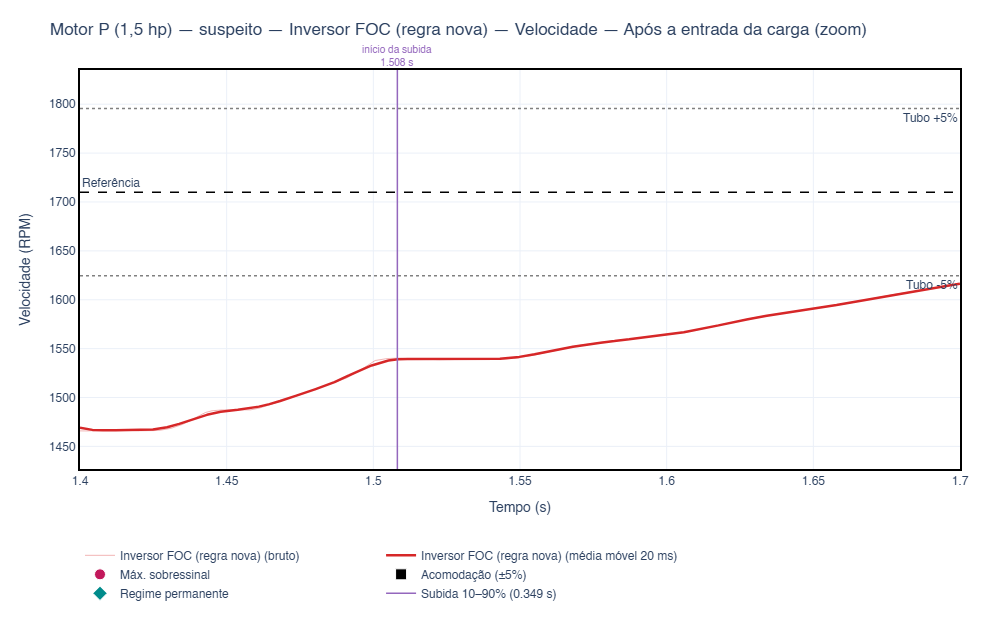 Motor P (1,5 hp) — suspeito — Inversor FOC (regra nova) — Velocidade — Após a entrada da carga (zoom)
início da subida
1.508 s
1800
Tubo +5%
1750
Referência
1700
1650
Tubo -5%
1600
1550
1500
1450
Velocidade (RPM)
1.4 1.45 1.5 1.55 1.6 1.65 1.7
Tempo (s)
Inversor FOC (regra nova) (bruto) Inversor FOC (regra nova) (média móvel 20 ms)
Máx. sobressinal Acomodação (±5%)
Regime permanente Subida 10–90% (0.349 s)